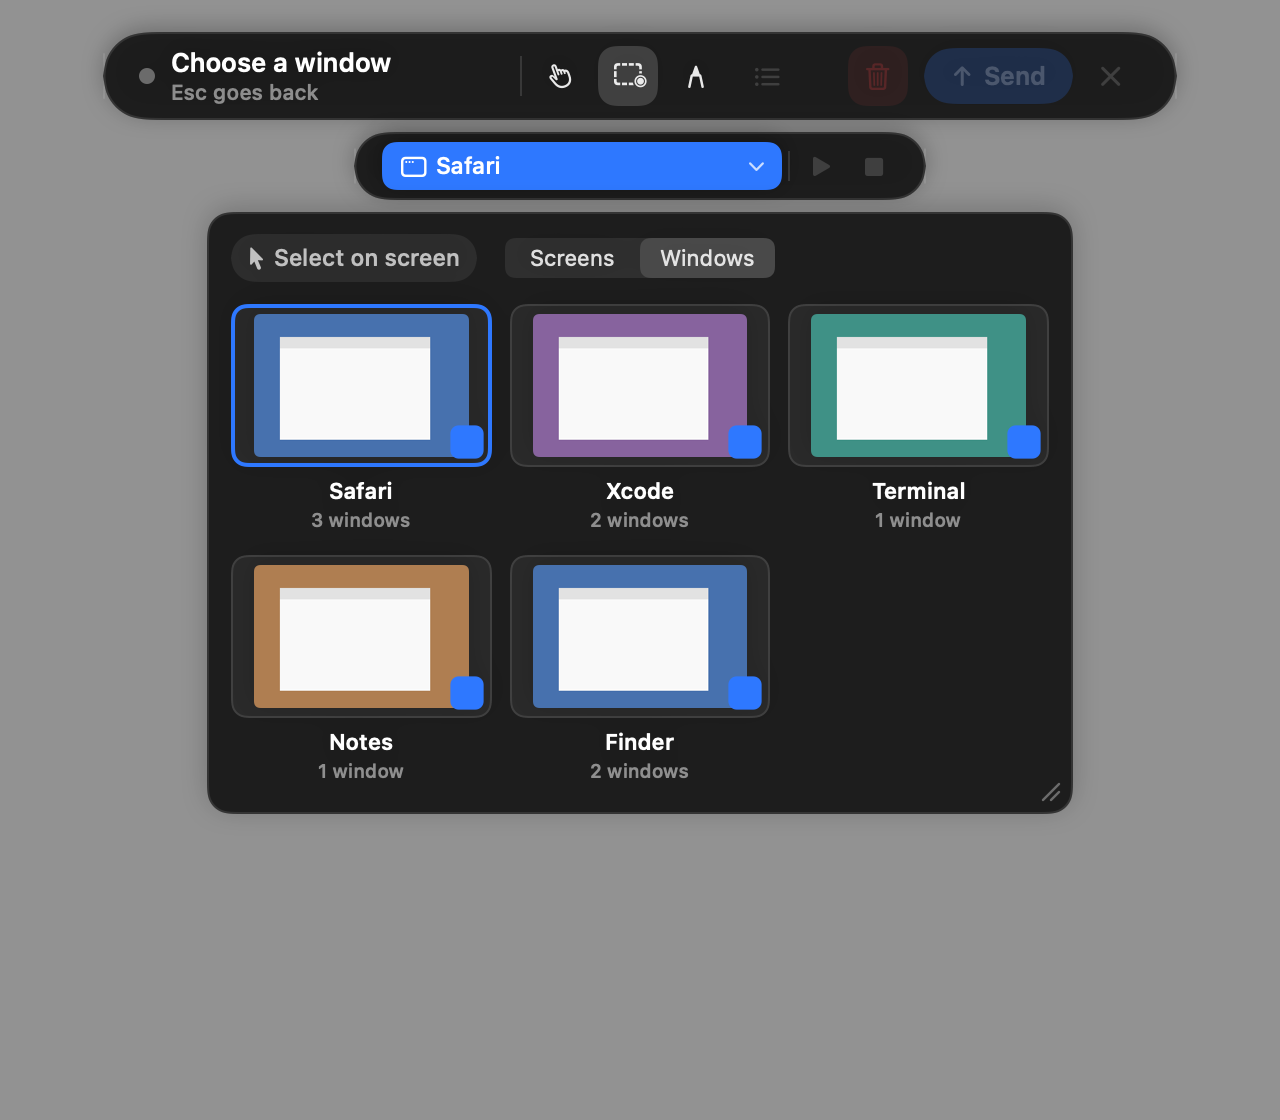 Choose a window
Esc goes back
Send
Safari
Select on screen
Screens
Windows
Safari
3 windows
Xcode
2 windows
Terminal
1 window
Notes
1 window
Finder
2 windows